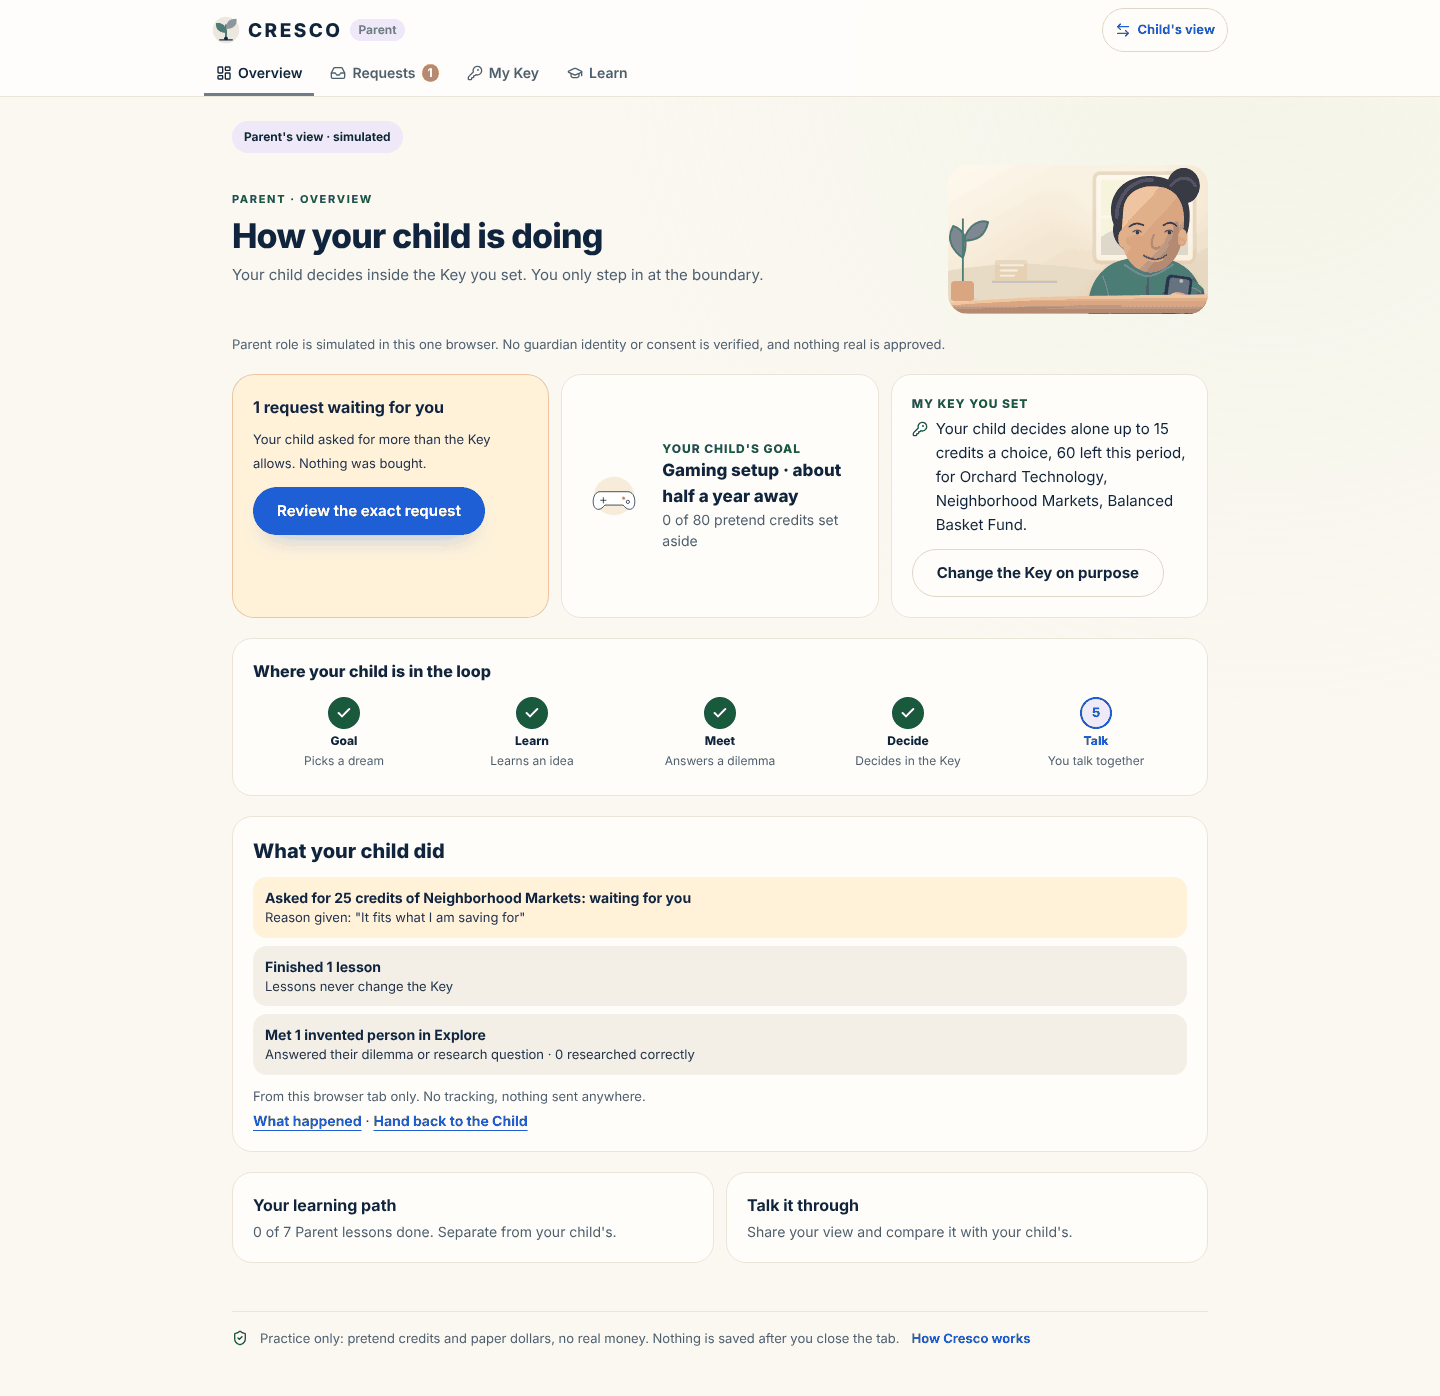 CRESCO
Parent
Child's view
Overview
Requests 1
My Key
Learn
Parent's view · simulated
PARENT · OVERVIEW
How your child is doing
Your child decides inside the Key you set. You only step in at the boundary.
Parent role is simulated in this one browser. No guardian identity or consent is verified, and nothing real is approved.
1 request waiting for you
Your child asked for more than the Key
allows. Nothing was bought.
Review the exact request
YOUR CHILD'S GOAL
Gaming setup · about
half a year away
0 of 80 pretend credits set
aside
MY KEY YOU SET
Your child decides alone up to 15
credits a choice, 60 left this period,
for Orchard Technology,
Neighborhood Markets, Balanced
Basket Fund.
Change the Key on purpose
Where your child is in the loop
Goal
Picks a dream
Learn
Learns an idea
Meet
Answers a dilemma
Decide
Decides in the Key
5
Talk
You talk together
What your child did
Asked for 25 credits of Neighborhood Markets: waiting for you
Reason given: "It fits what I am saving for"
Finished 1 lesson
Lessons never change the Key
Met 1 invented person in Explore
Answered their dilemma or research question · 0 researched correctly
From this browser tab only. No tracking, nothing sent anywhere.
What happened · Hand back to the Child
Your learning path
0 of 7 Parent lessons done. Separate from your child's.
Talk it through
Share your view and compare it with your child's.
Practice only: pretend credits and paper dollars, no real money. Nothing is saved after you close the tab. How Cresco works